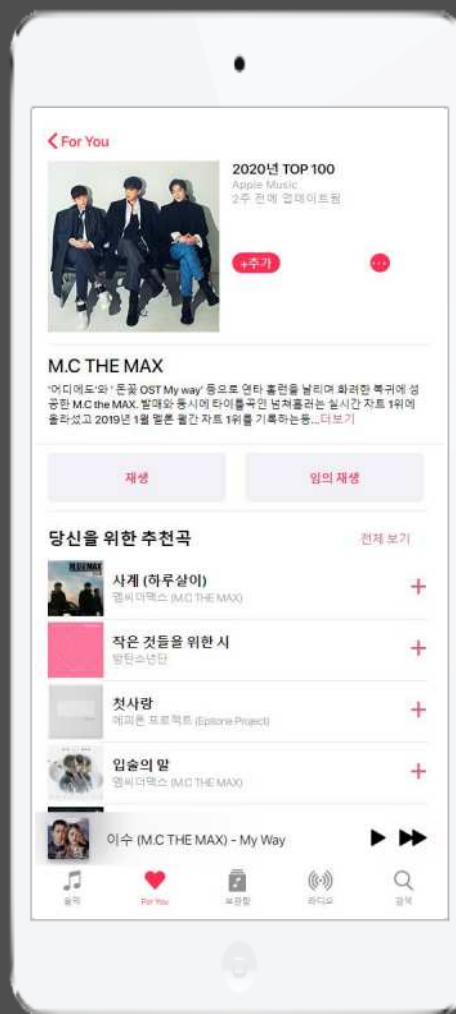 For You
2020년 TOP 100
Apple Music
2주 전에 업데이트됨
+추가
M.C THE MAX
'어디에도'와 ' 돈꽃 OST My way' 등으로 연타 홈런을 날리며 화려한 복귀에 성
공한 M.C the MAX. 발매와 동시에 타이틀곡인 넘쳐흘러는 실시간 차트 1위에
올라섰고 2019년 1월 멜론 월간 차트 1위를 기록하는등...더보기
재생
임의 재생
당신을 위한 추천곡
전체 보기
사계 (하루살이)
엠씨더맥스 (M.C THE MAX)
작은 것들을 위한 시
방탄소년단
첫사랑
에피톤 프로젝트 (Epitone Project)
입술의 말
엠씨더맥스 (M.C THE MAX)
이수 (M.C THE MAX) - My Way
음악
For You
보관함
라디오
검색